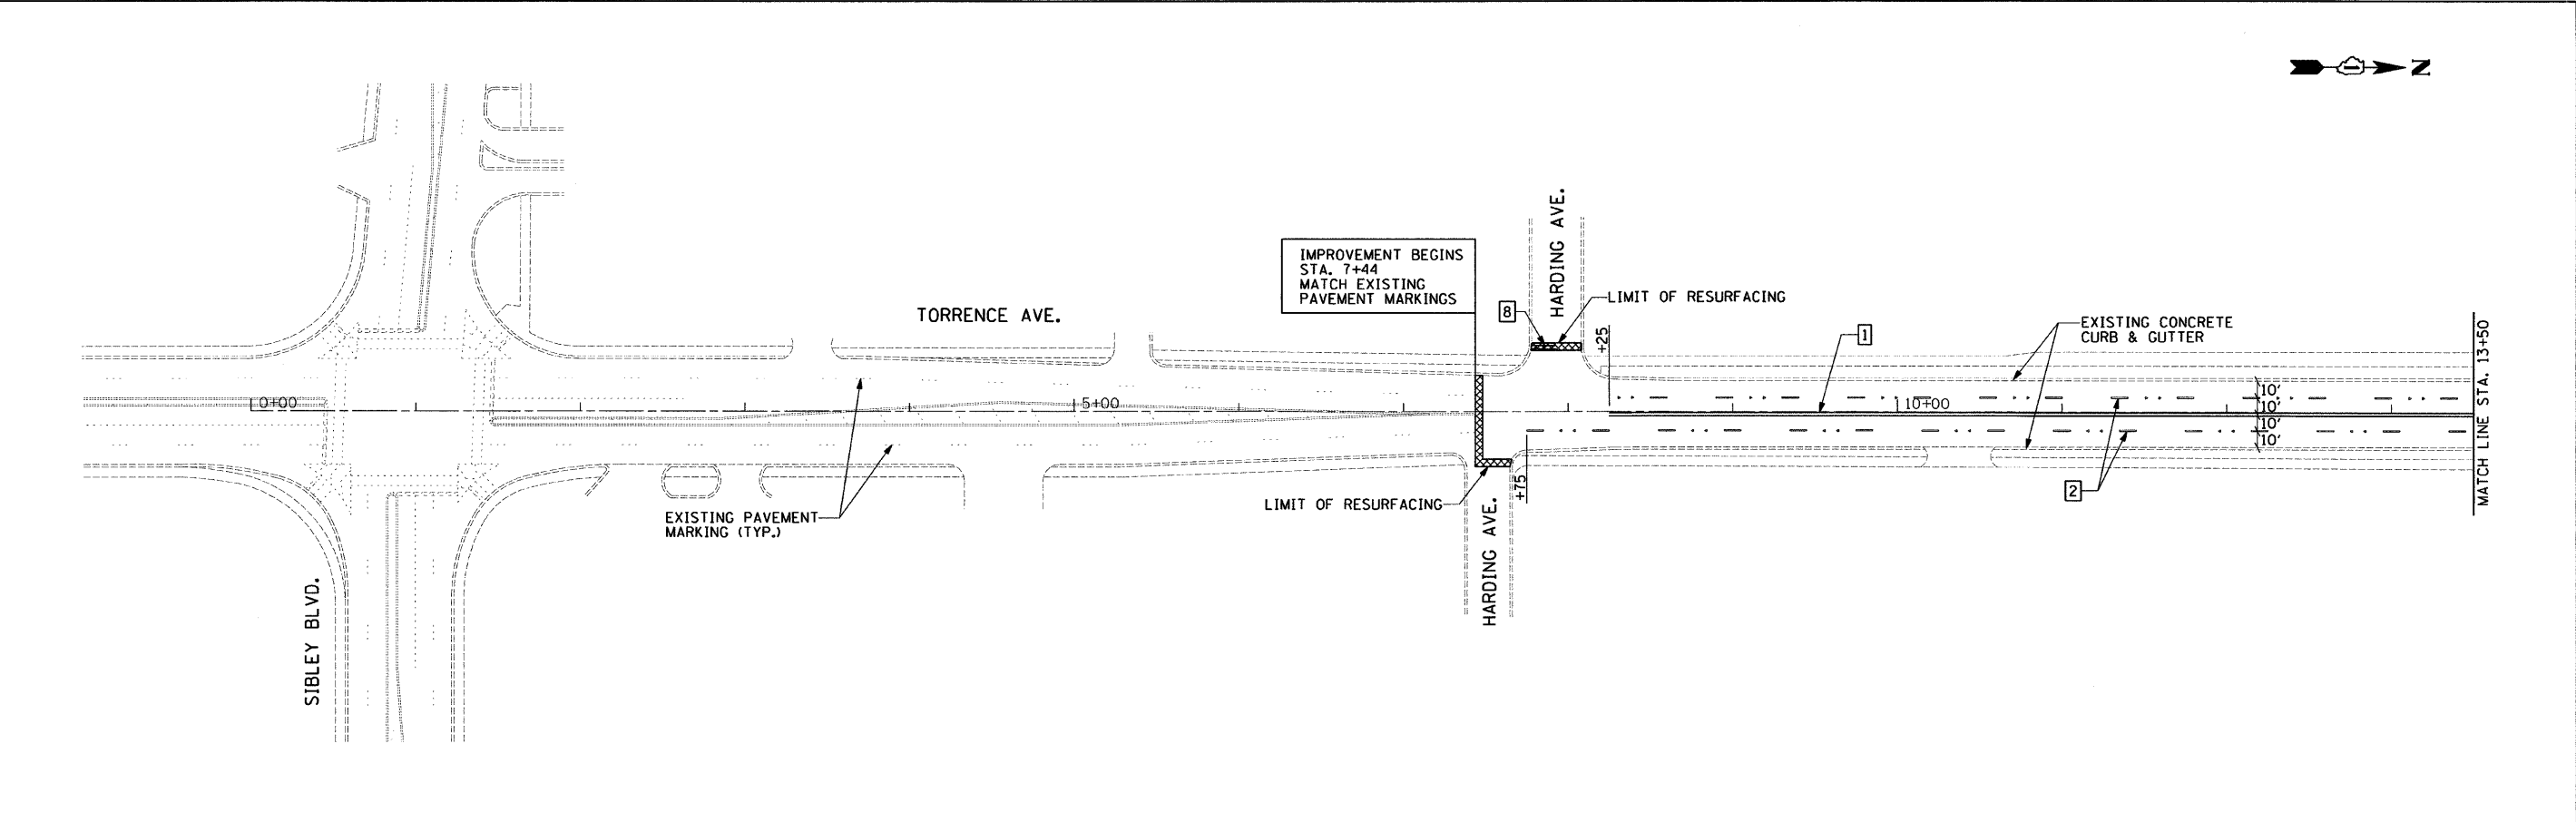 N
HARDING AVE.
IMPROVEMENT BEGINS
STA. 7+44
MATCH EXISTING
PAVEMENT MARKINGS
8
LIMIT OF RESURFACING
TORRENCE AVE.
+25
1
EXISTING CONCRETE
CURB & GUTTER
MATCH LINE STA. 13+50
0+00
5+00
10+00
10'
10'
10'
10'
+75
2
LIMIT OF RESURFACING
EXISTING PAVEMENT
MARKING (TYP.)
HARDING AVE.
SIBLEY BLVD.